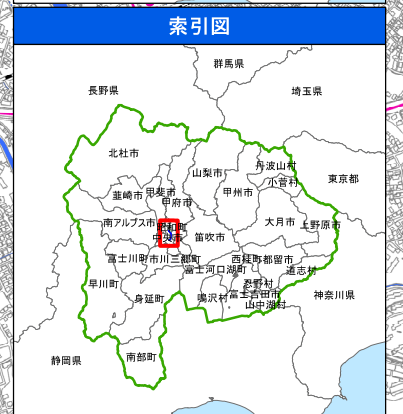 索引図
群馬県
長野県
埼玉県
北杜市
丹波山村
山梨市
小菅村
東京都
韮崎市
甲斐市
甲州市
甲府市
南アルプス市
昭和町
大月市
上野原市
中央市
笛吹市
富士川町
市川三郷町
西桂町
都留市
富士河口湖町
道志村
早川町
忍野村
身延町
鳴沢村
富士吉田市
神奈川県
山中湖村
静岡県
南部町